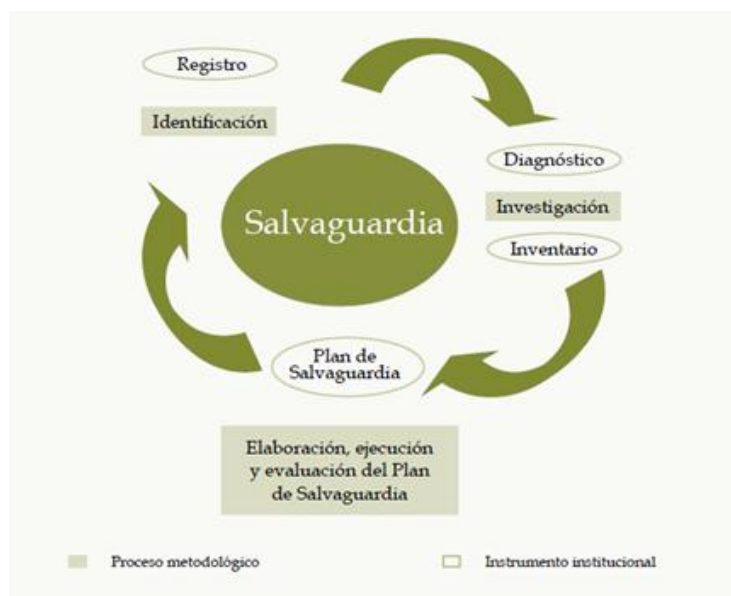 Registro
Identificación
Diagnóstico
Investigación
Inventario
Salvaguardia
Plan de
Salvaguardia
Elaboración, ejecución
y evaluación del Plan
de Salvaguardia
Proceso metodológico
Instrumento institucional